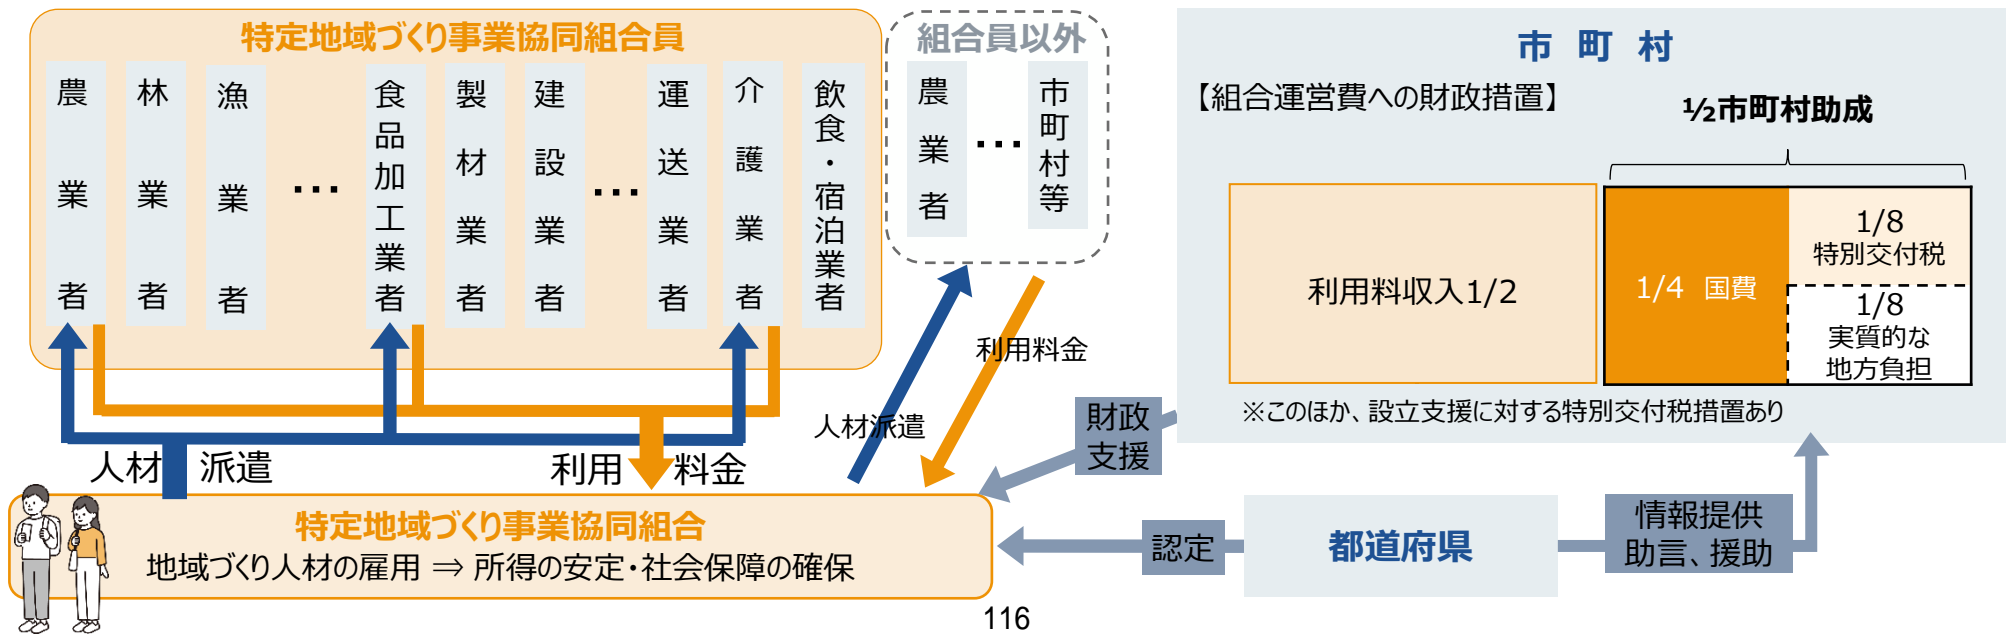 特定地域づくり事業協同組合員
農業者
林業者
漁業者
…
食品加工業者
製材業者
建設業者
…
運送業者
介護業者
飲食・宿泊業者
組合員以外
農業者
…
市町村等
人材派遣
利用料金
人材派遣
利用料金
特定地域づくり事業協同組合
地域づくり人材の雇用 ⇒ 所得の安定・社会保障の確保
市町村
【組合運営費への財政措置】
½市町村助成
利用料収入1/2
1/4 国費
1/8
特別交付税
1/8
実質的な
地方負担
※このほか、設立支援に対する特別交付税措置あり
財政
支援
認定
都道府県
情報提供
助言、援助
116